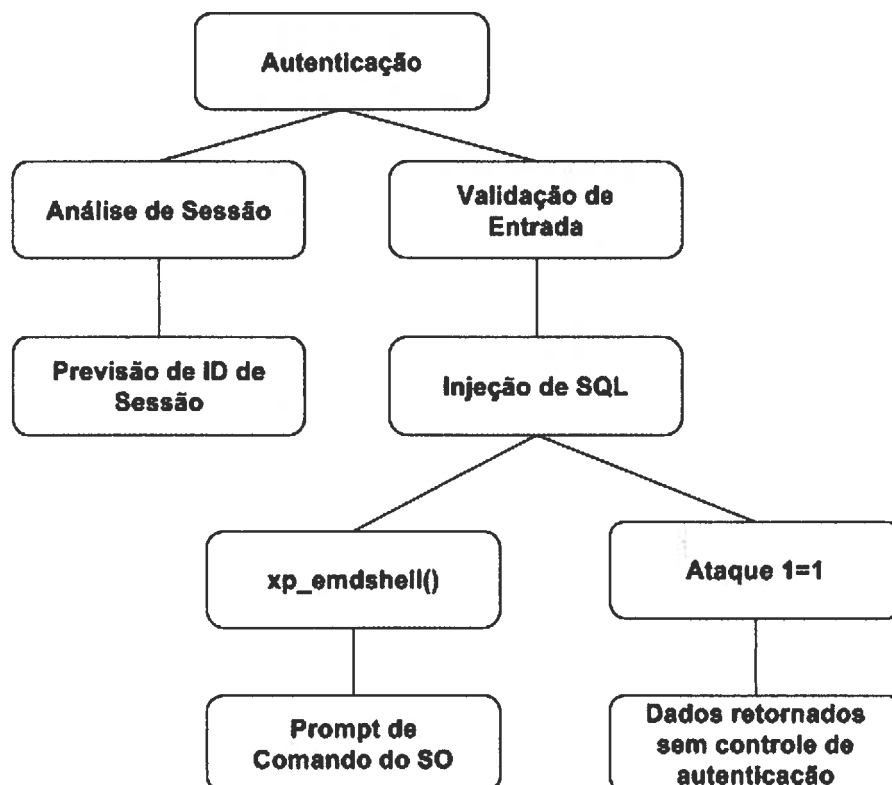 Autenticação
Análise de Sessão
Validação de
Entrada
Previsão de ID de
Sessão
Injeção de SQL
xp_emdshell()
Ataque 1=1
Prompt de
Comando do SO
Dados retornados
sem controle de
autenticação